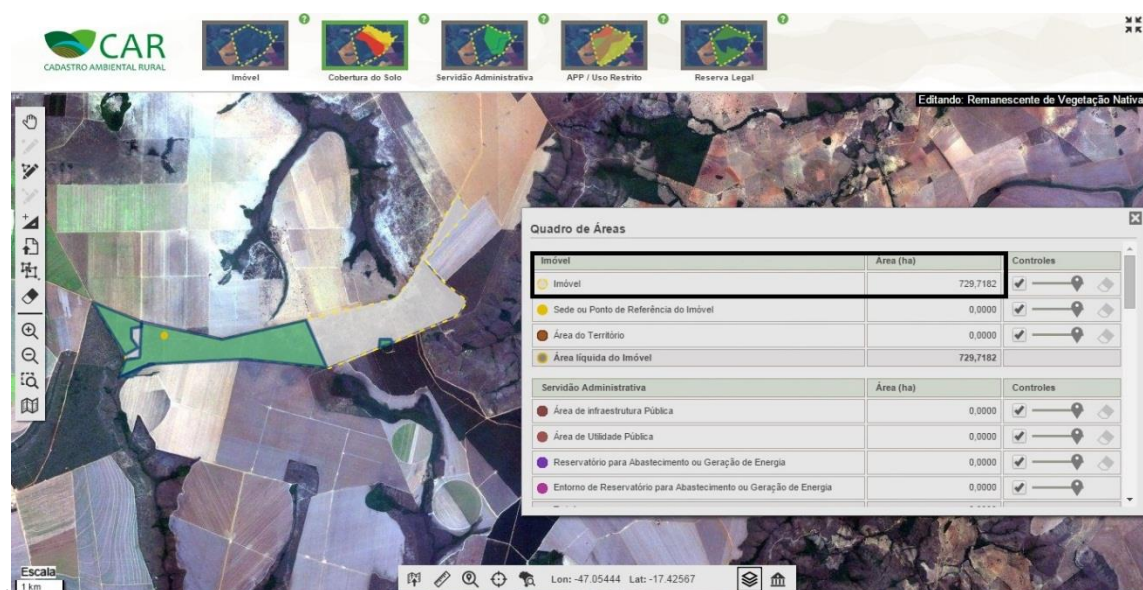 CAR
CADASTRO AMBIENTAL RURAL
? ? ? ? ?
Imóvel Cobertura do Solo Servidão Administrativa APP / Uso Restrito Reserva Legal
Editando: Remanescente de Vegetação Nativa
Quadro de Áreas
Imóvel Área (ha) Controles
Imóvel 729,7182
Sede ou Ponto de Referência do Imóvel 0,0000
Área do Território 0,0000
Área líquida do Imóvel 729,7182
Servidão Administrativa Área (ha) Controles
Área de infraestrutura Pública 0,0000
Área de Utilidade Pública 0,0000
Reservatório para Abastecimento ou Geração de Energia 0,0000
Entorno de Reservatório para Abastecimento ou Geração de Energia 0,0000
Escala
1 km
Lon: -47.05444 Lat: -17.42567